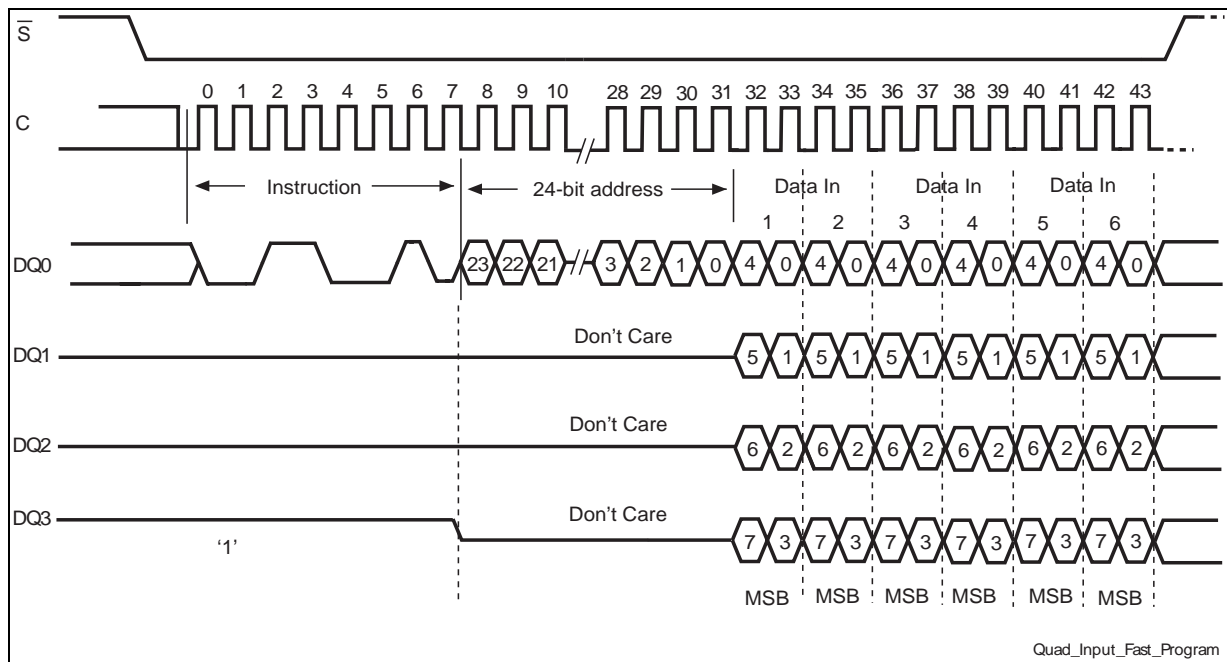 S
0 1 2 3 4 5 6 7 8 9 10 28 29 30 31 32 33 34 35 36 37 38 39 40 41 42 43
C
Instruction 24-bit address Data In Data In Data In
1 2 3 4 5 6
DQ0 23 22 21 3 2 1 0 4 0 4 0 4 0 4 0 4 0 4 0
Don't Care
DQ1 5 1 5 1 5 1 5 1 5 1 5 1
Don't Care
DQ2 6 2 6 2 6 2 6 2 6 2 6 2
Don't Care
DQ3 7 3 7 3 7 3 7 3 7 3 7 3
‘1’
MSB MSB MSB MSB MSB MSB
Quad_Input_Fast_Program